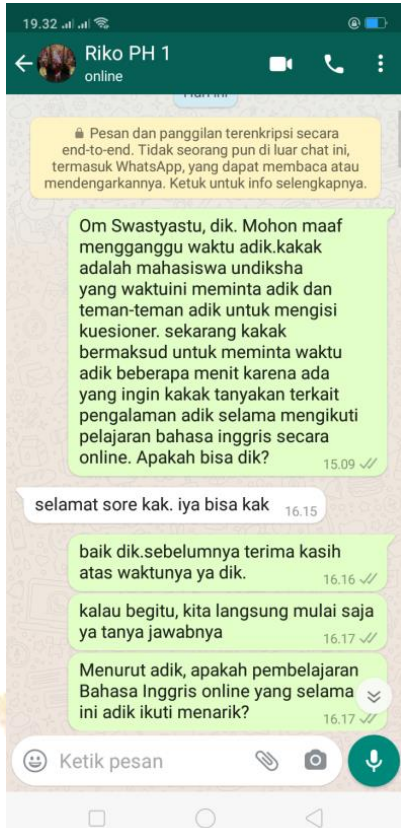 19.32
Riko PH 1
online
Pesan dan panggilan terenkripsi secara
end-to-end. Tidak seorang pun di luar chat ini,
termasuk WhatsApp, yang dapat membaca atau
mendengarkannya. Ketuk untuk info selengkapnya.
Om Swastyastu, dik. Mohon maaf
mengganggu waktu adik.kakak
adalah mahasiswa undiksha
yang waktuini meminta adik dan
teman-teman adik untuk mengisi
kuesioner. sekarang kakak
bermaksud untuk meminta waktu
adik beberapa menit karena ada
yang ingin kakak tanyakan terkait
pengalaman adik selama mengikuti
pelajaran bahasa inggris secara
online. Apakah bisa dik?
15.09
selamat sore kak. iya bisa kak 16.15
baik dik.sebelumnya terima kasih
atas waktunya ya dik.
16.16
kalau begitu, kita langsung mulai saja
ya tanya jawabnya
16.17
Menurut adik, apakah pembelajaran
Bahasa Inggris online yang selama
ini adik ikuti menarik?
16.17
Ketik pesan